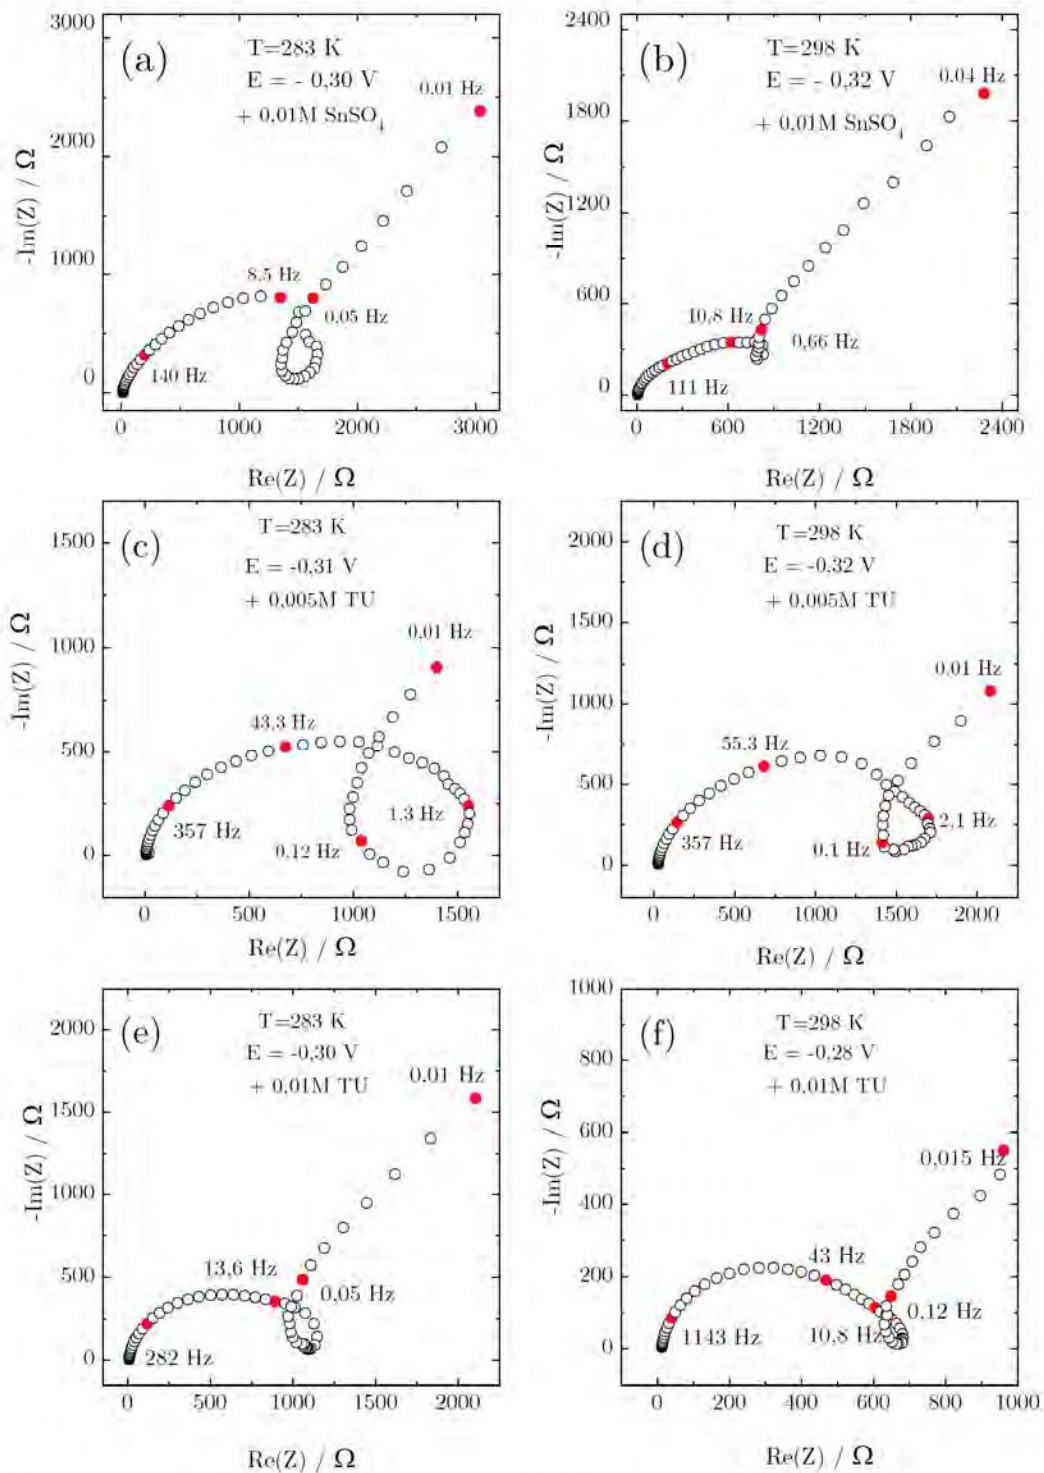 (a)
T=283 K
E = - 0,30 V
+ 0,01M SnSO4
0.01 Hz
8.5 Hz
0,05 Hz
140 Hz
3000
2000
1000
0
-Im(Z) / Ω
0 1000 2000 3000
Re(Z) / Ω
(b)
T=298 K
E = - 0,32 V
+ 0,01M SnSO4
0.04 Hz
10,8 Hz
0,66 Hz
111 Hz
2400
1800
1200
600
0
-Im(Z) / Ω
0 600 1200 1800 2400
Re(Z) / Ω
(c)
T=283 K
E = -0,31 V
+ 0,005M TU
0.01 Hz
43,3 Hz
1.3 Hz
357 Hz
0,12 Hz
1500
1000
500
0
-Im(Z) / Ω
0 500 1000 1500
Re(Z) / Ω
(d)
T=298 K
E = -0,32 V
+ 0,005M TU
0.01 Hz
55.3 Hz
2,1 Hz
357 Hz
0.1 Hz
2000
1500
1000
500
0
-Im(Z) / Ω
0 500 1000 1500 2000
Re(Z) / Ω
(e)
T=283 K
E = -0,30 V
+ 0,01M TU
0.01 Hz
13,6 Hz
0,05 Hz
282 Hz
2000
1500
1000
500
0
-Im(Z) / Ω
0 500 1000 1500 2000
Re(Z) / Ω
(f)
T=298 K
E = -0,28 V
+ 0,01M TU
0,015 Hz
43 Hz
0,12 Hz
10,8 Hz
1143 Hz
1000
800
600
400
200
0
-Im(Z) / Ω
0 200 400 600 800 1000
Re(Z) / Ω